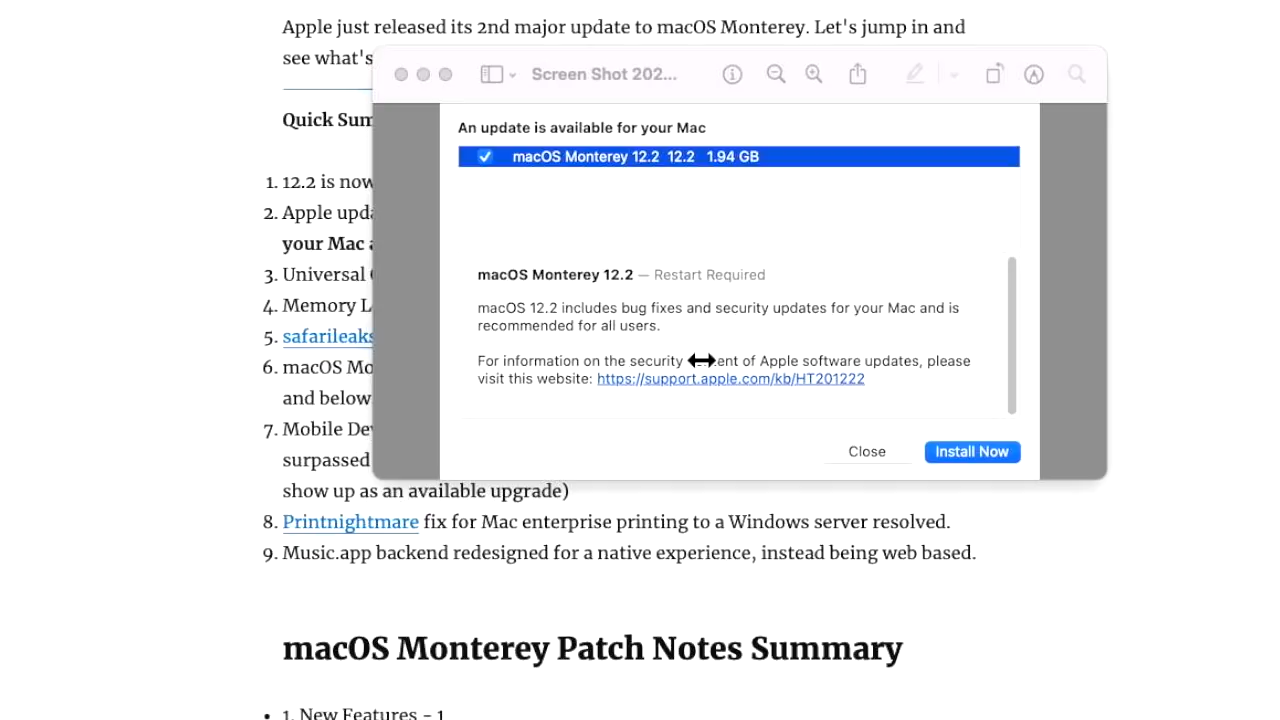 Apple just released its 2nd major update to macOS Monterey. Let's jump in and
see what's
Quick Sum
1. 12.2 is now
2. Apple upda
your Mac a
3. Universal
4. Memory L
5. safarileaks
6. macOS Mo
and below
7. Mobile Dev
surpassed
show up as an available upgrade)
8. Printnightmare fix for Mac enterprise printing to a Windows server resolved.
9. Music.app backend redesigned for a native experience, instead being web based.
macOS Monterey Patch Notes Summary
• 1. New Features - 1
Screen Shot 202...
An update is available for your Mac
macOS Monterey 12.2 12.2 1.94 GB
macOS Monterey 12.2 — Restart Required
macOS 12.2 includes bug fixes and security updates for your Mac and is
recommended for all users.
For information on the security ent of Apple software updates, please
visit this website: https://support.apple.com/kb/HT201222
Close
Install Now